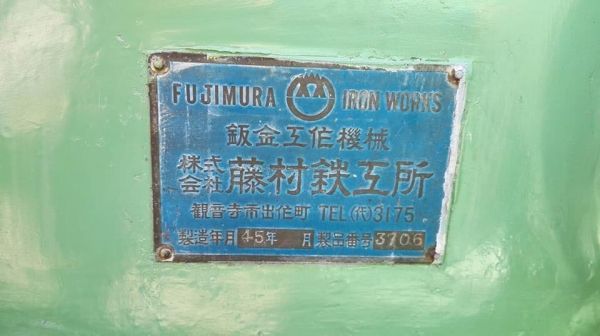 FUJIMURA IRON WORKS
鈑金工作機械
株式会社 藤村鉄工所
観音寺市出作町 TEL(代)3175
製造年月 45年 月 製品番号 3706